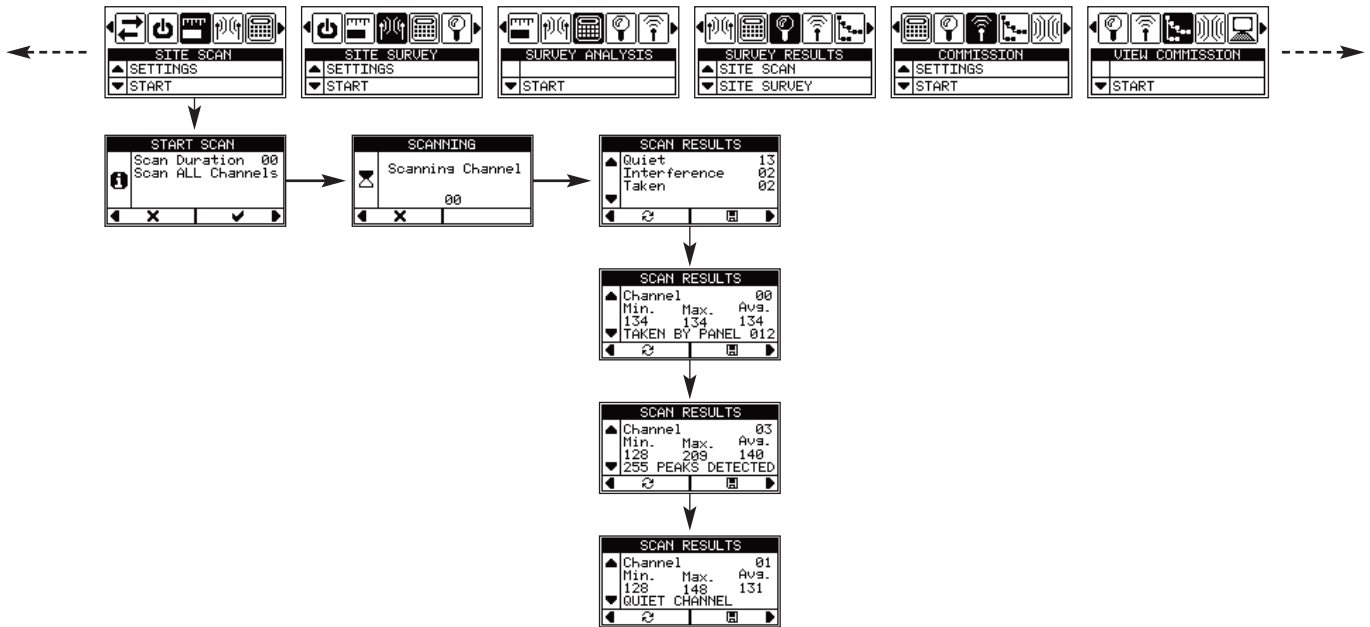 SITE SCAN
SETTINGS
START
SITE SURVEY
SETTINGS
START
SURVEY ANALYSIS
START
SURVEY RESULTS
SITE SCAN
SITE SURVEY
COMMISSION
SETTINGS
START
VIEW COMMISSION
START
START SCAN
Scan Duration 00
Scan ALL Channels
SCANNING
Scanning Channel
00
SCAN RESULTS
Quiet 13
Interference 02
Taken 02
SCAN RESULTS
Channel 00
Min. Max. Avg.
134 134 134
TAKEN BY PANEL 012
SCAN RESULTS
Channel 03
Min. Max. Avg.
128 209 140
255 PEAKS DETECTED
SCAN RESULTS
Channel 01
Min. Max. Avg.
128 148 131
QUIET CHANNEL